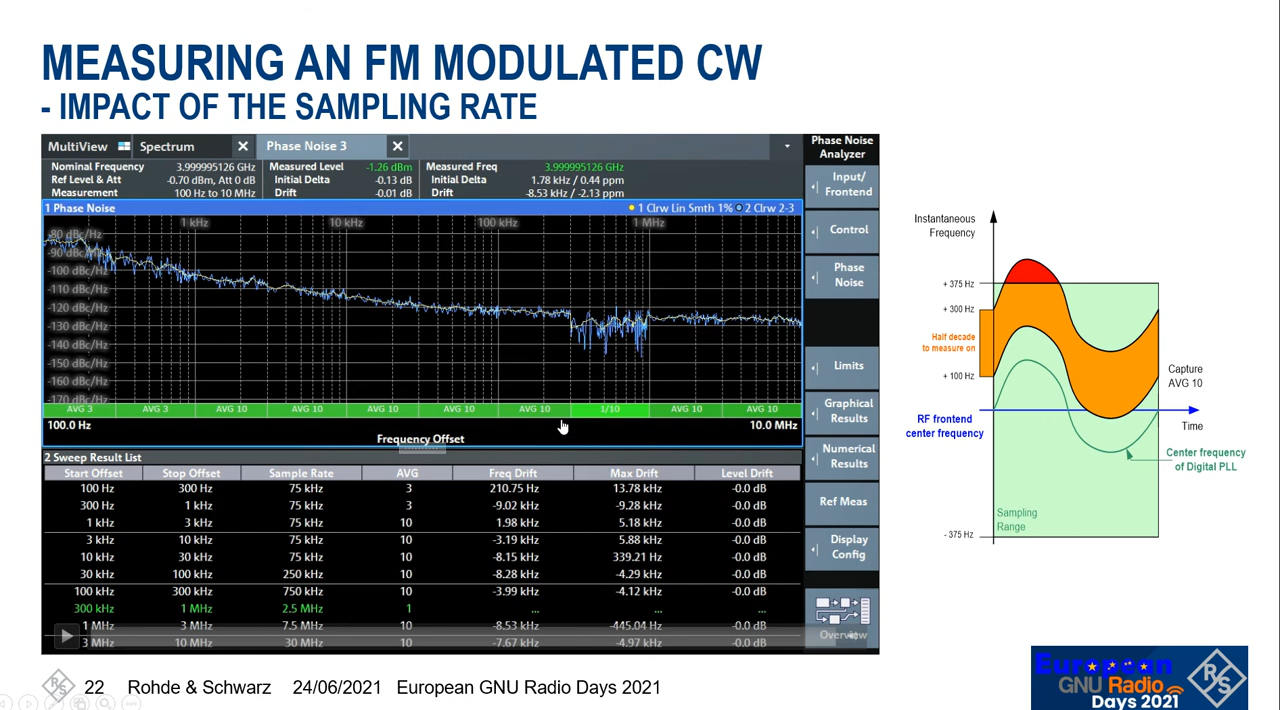 MEASURING AN FM MODULATED CW
- IMPACT OF THE SAMPLING RATE
MultiView Spectrum X Phase Noise 3 X
Nominal Frequency 3.999995126 GHz Measured Level -1.26 dBm Measured Freq 3.999995126 GHz
Ref Level & Att -0.70 dBm, Att 0 dB Initial Delta -0.13 dB Initial Delta 1.78 kHz / 0.44 ppm
Measurement 100 Hz to 10 MHz Drift -0.01 dB Drift -8.53 kHz / -2.13 ppm
1 Phase Noise 1 Clrw Lin Smth 1% 2 Clrw 2-3
1 kHz 10 kHz 100 kHz 1 MHz
-80 dBc/Hz
-90 dBc/Hz
-100 dBc/Hz
-110 dBc/Hz
-120 dBc/Hz
-130 dBc/Hz
-140 dBc/Hz
-150 dBc/Hz
-160 dBc/Hz
-170 dBc/Hz
AVG 3 AVG 3 AVG 10 AVG 10 AVG 10 AVG 10 AVG 10 1/10 AVG 10 AVG 10
100.0 Hz 10.0 MHz
Frequency Offset
2 Sweep Result List
Start Offset Stop Offset Sample Rate AVG Freq Drift Max Drift Level Drift
100 Hz 300 Hz 75 kHz 3 210.75 Hz 13.78 kHz -0.0 dB
300 Hz 1 kHz 75 kHz 3 -9.02 kHz -9.28 kHz -0.0 dB
1 kHz 3 kHz 75 kHz 10 1.98 kHz 5.18 kHz -0.0 dB
3 kHz 10 kHz 75 kHz 10 -3.19 kHz 5.88 kHz -0.0 dB
10 kHz 30 kHz 75 kHz 10 -8.15 kHz 339.21 Hz -0.0 dB
30 kHz 100 kHz 250 kHz 10 -8.28 kHz -4.29 kHz -0.0 dB
100 kHz 300 kHz 750 kHz 10 -3.99 kHz -4.12 kHz -0.0 dB
300 kHz 1 MHz 2.5 MHz 1 ... ... ...
1 MHz 3 MHz 7.5 MHz 10 -8.53 kHz -445.04 Hz -0.0 dB
3 MHz 10 MHz 30 MHz 10 -7.67 kHz -4.97 kHz -0.0 dB
Phase Noise
Analyzer
Input/
Frontend
Control
Phase
Noise
Limits
Graphical
Results
Numerical
Results
Ref Meas
Display
Config
Overview
Instantaneous
Frequency
+ 375 Hz
+ 300 Hz
Half decade
to measure on
+ 100 Hz
RF frontend
center frequency
Capture
AVG 10
Time
Center frequency
of Digital PLL
Sampling
Range
- 375 Hz
R/S 22 Rohde & Schwarz 24/06/2021 European GNU Radio Days 2021
European
GNU Radio
Days 2021
R/S